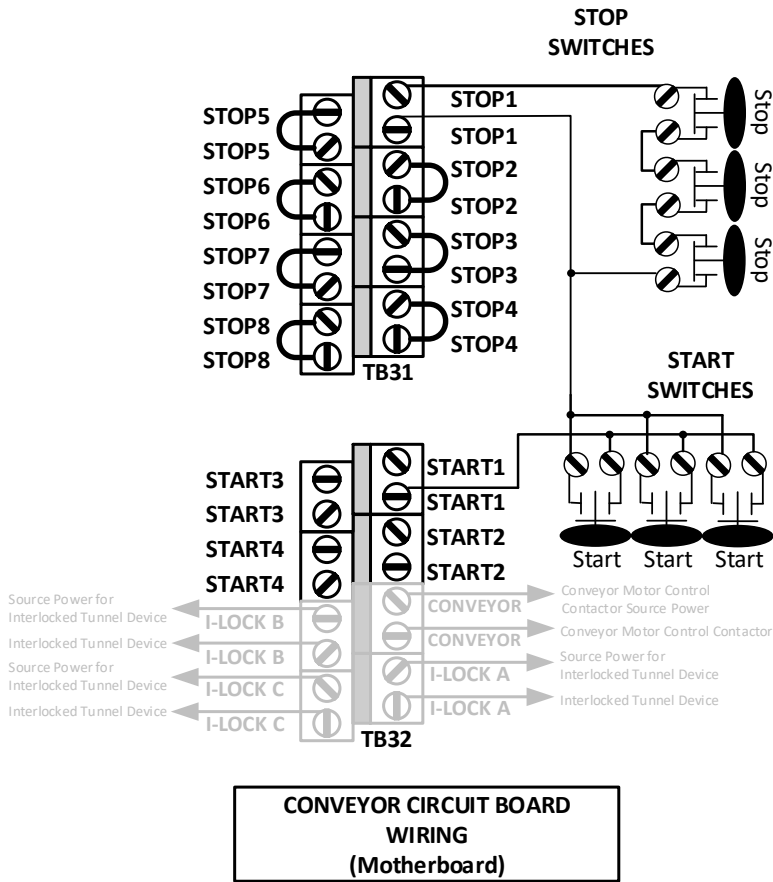 STOP
SWITCHES
STOP5
STOP5
STOP6
STOP6
STOP7
STOP7
STOP8
STOP8
STOP1
STOP1
STOP2
STOP2
STOP3
STOP3
STOP4
STOP4
TB31
Stop
Stop
Stop
START
SWITCHES
START3
START3
START4
START4
I-LOCK B
I-LOCK B
I-LOCK C
I-LOCK C
Source Power for
Interlocked Tunnel Device
Interlocked Tunnel Device
Source Power for
Interlocked Tunnel Device
Interlocked Tunnel Device
START1
START1
START2
START2
CONVEYOR
CONVEYOR
I-LOCK A
I-LOCK A
TB32
Start
Start
Start
Conveyor Motor Control
Contactor Source Power
Conveyor Motor Control Contactor
Source Power for
Interlocked Tunnel Device
Interlocked Tunnel Device
CONVEYOR CIRCUIT BOARD
WIRING
(Motherboard)